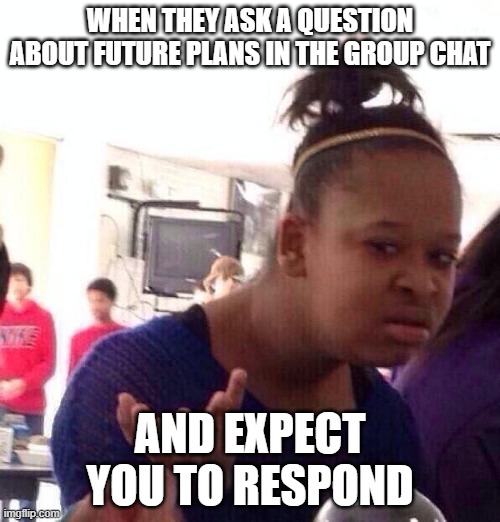 WHEN THEY ASK A QUESTION
ABOUT FUTURE PLANS IN THE GROUP CHAT
AND EXPECT
YOU TO RESPOND
imgflip.com